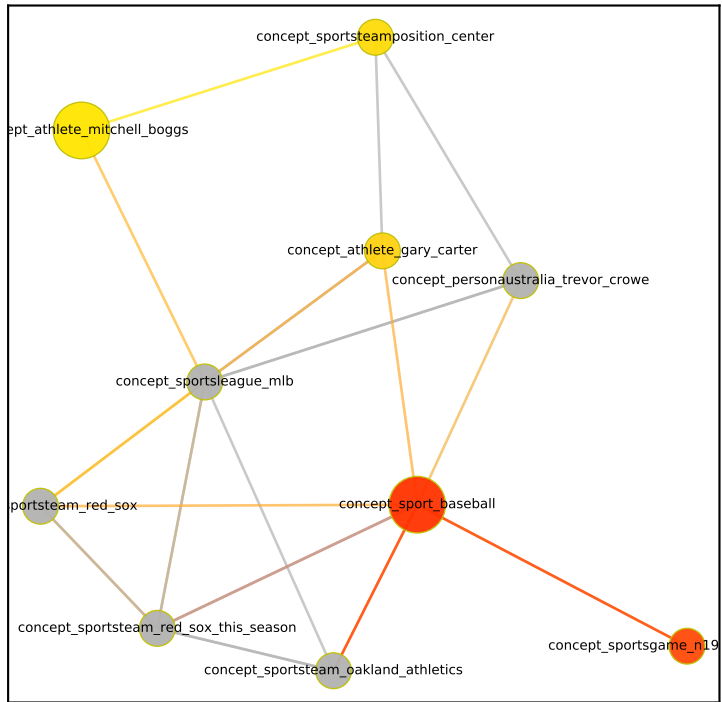 concept_sportsteamposition_center
ept_athlete_mitchell_boggs
concept_athlete_gary_carter
concept_personaustralia_trevor_crowe
concept_sportsleague_mlb
concept_sport_baseball
sportsteam_red_sox
concept_sportsteam_red_sox_this_season
concept_sportsgame_n19
concept_sportsteam_oakland_athletics